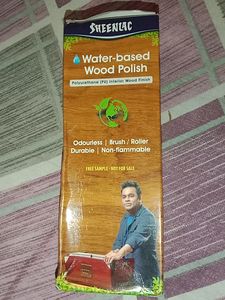 SHEENLAC
Water-based
Wood Polish
Polyurethane (PU) Interior Wood Finish
Odourless | Brush / Roller
Durable | Non-flammable
FREE SAMPLE - NOT FOR SALE